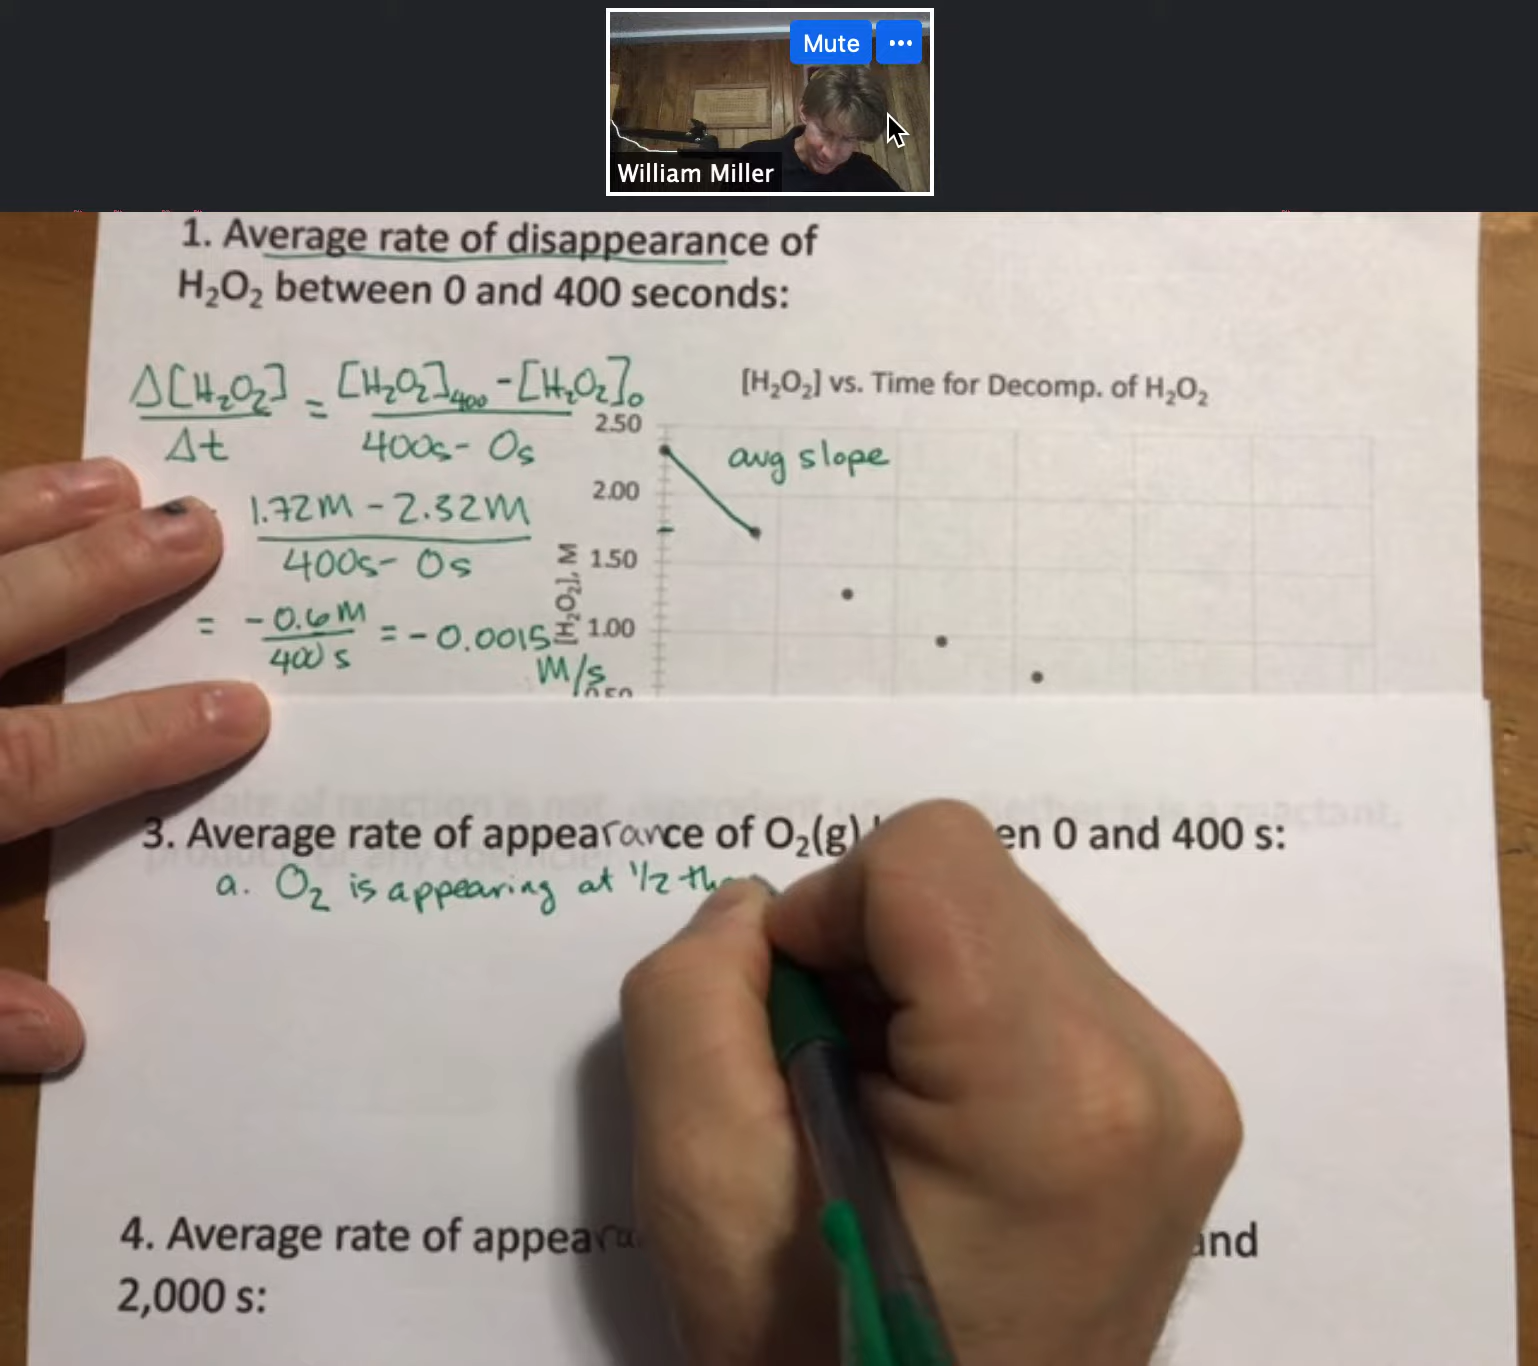 Mute ...
William Miller
1. Average rate of disappearance of
H₂O₂ between 0 and 400 seconds:
Δ[H₂O₂] = [H₂O₂]₄₀₀ - [H₂O₂]₀
Δt 400s - 0s
1.72M - 2.32M
400s - 0s
= -0.6M = -0.0015
400 s M/s
[H₂O₂] vs. Time for Decomp. of H₂O₂
2.50
avg slope
2.00
1.50
1.00
[H₂O₂], M
3. Average rate of appearance of O₂(g) en 0 and 400 s:
a. O₂ is appearing at 1/2 th
4. Average rate of appeara and
2,000 s: